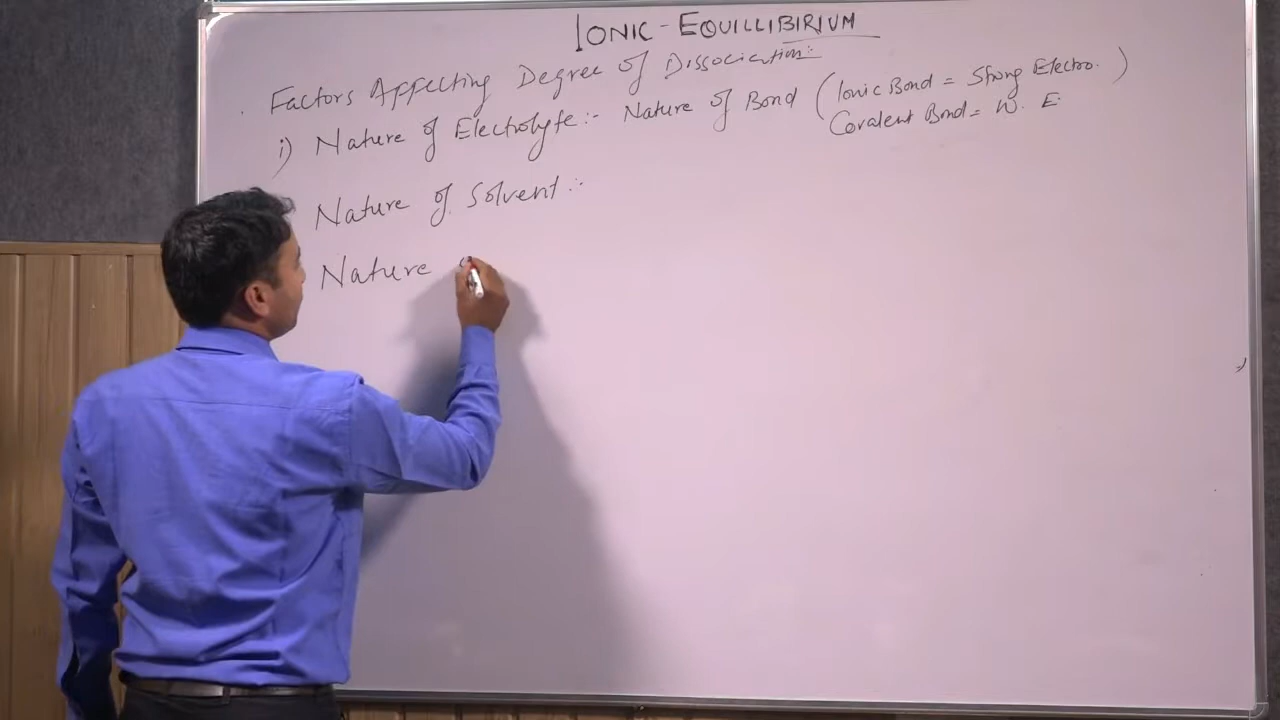 IONIC - EQUILLIBIRIUM
Factors Affecting Degree of Dissociation:-
i) Nature of Electrolyte:- Nature of Bond (Ionic Bond = Strong Electro.)
Covalent Bond = W. E.
Nature of Solvent :-
Nature